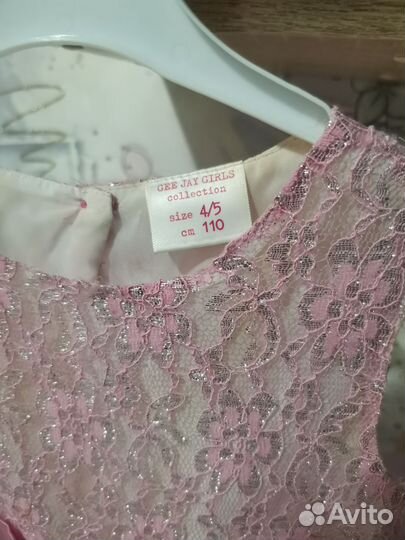 GEE JAY GIRLS
collection
size 4/5
cm 110
Avito